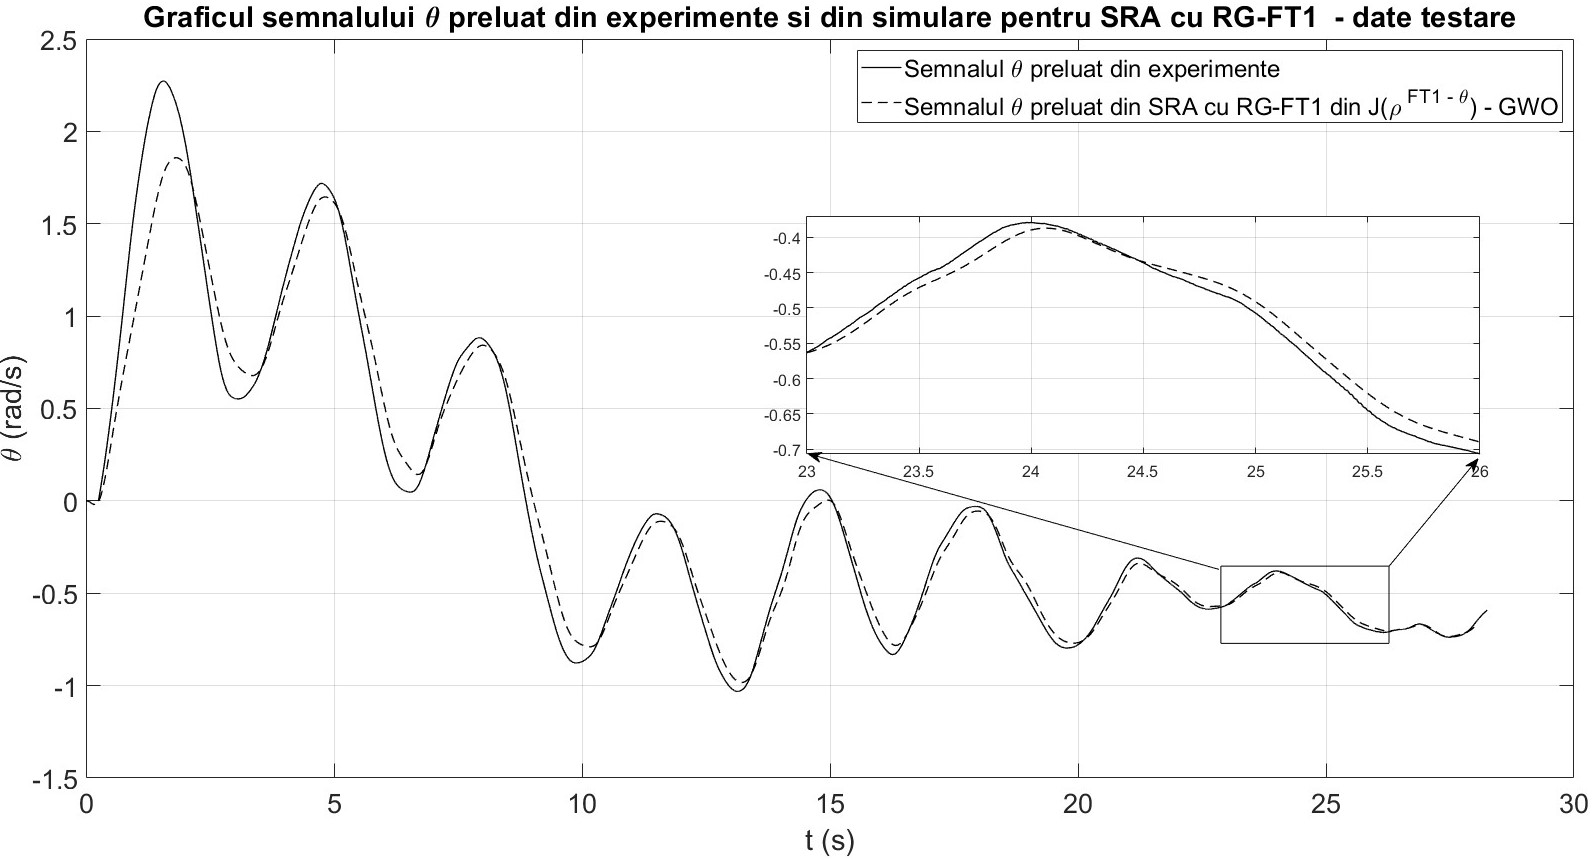 Graficul semnalului θ preluat din experimente si din simulare pentru SRA cu RG-FT1 - date testare
Semnalul θ preluat din experimente
Semnalul θ preluat din SRA cu RG-FT1 din J(ρ^FT1 - θ) - GWO
θ (rad/s)
2.5
2
1.5
1
0.5
0
-0.5
-1
-1.5
-0.4
-0.45
-0.5
-0.55
-0.6
-0.65
-0.7
23 23.5 24 24.5 25 25.5 26
0 5 10 15 20 25 30
t (s)